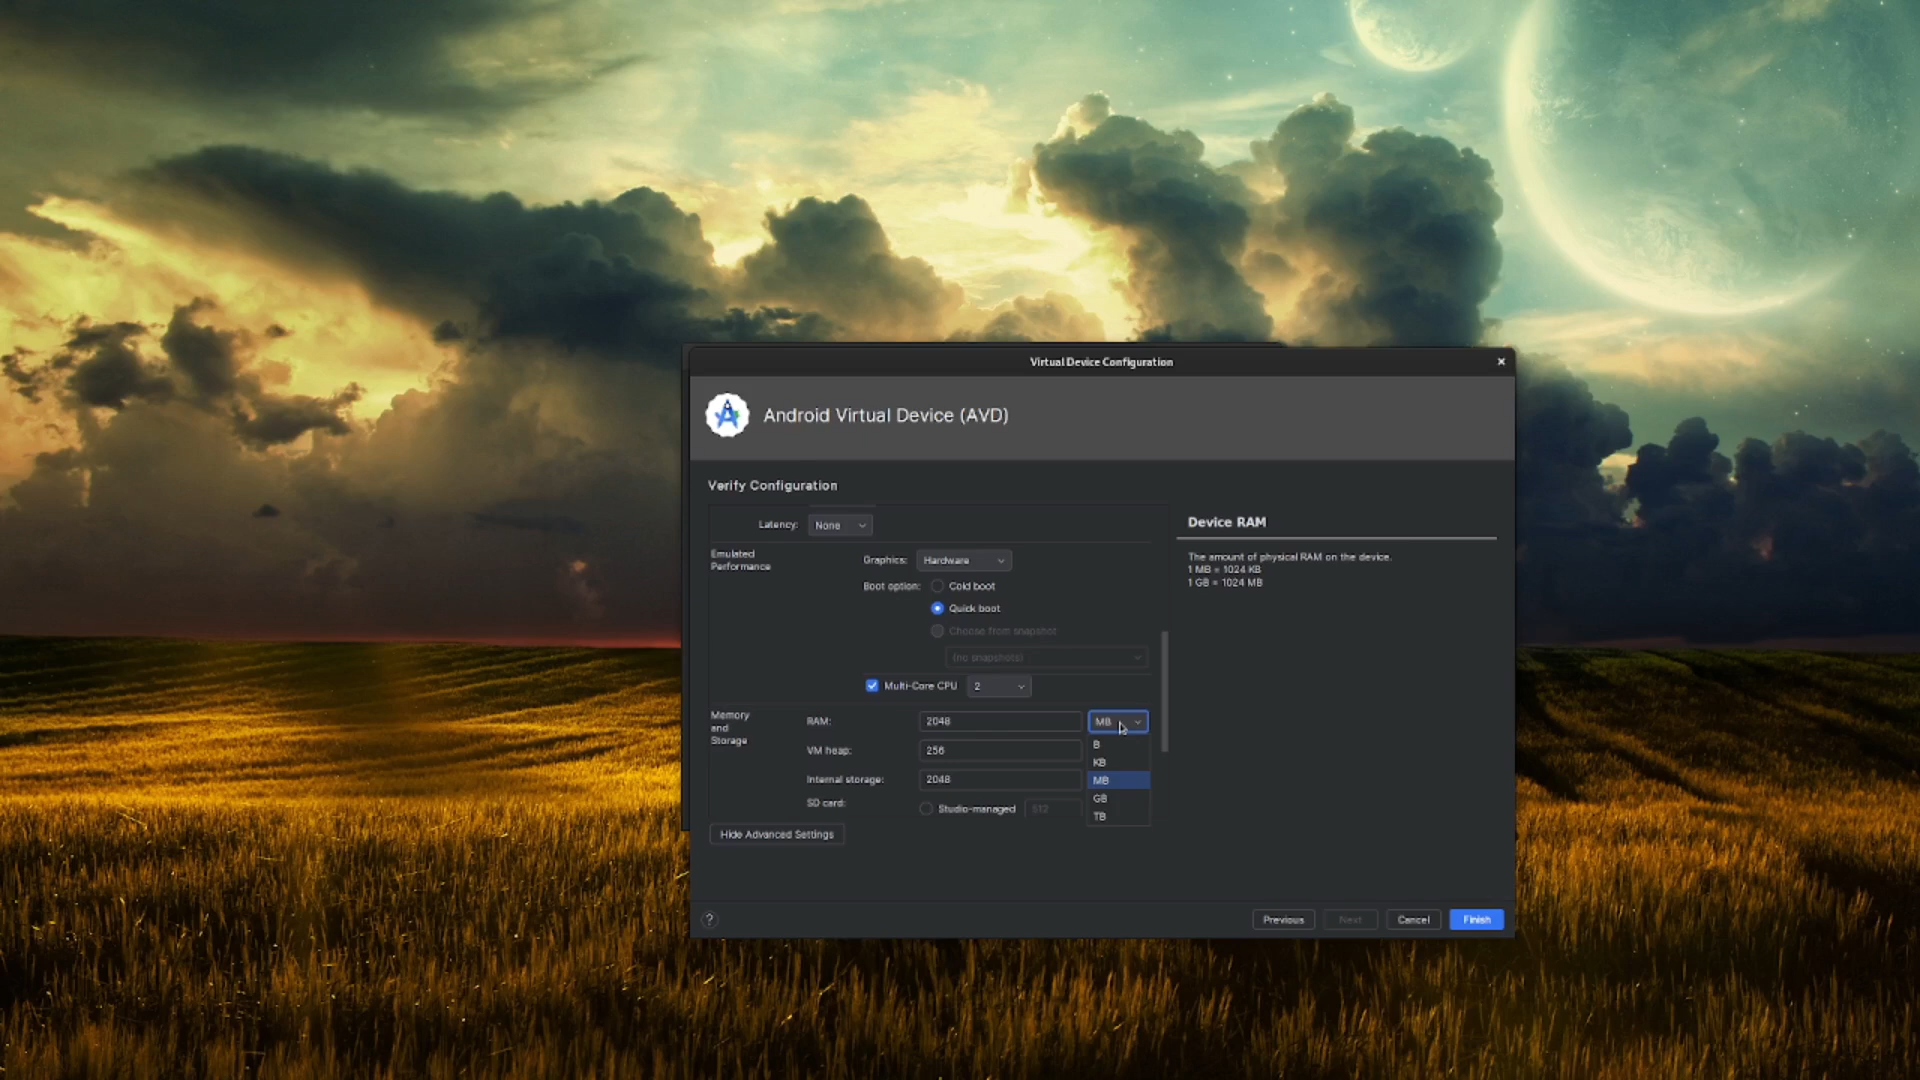 Virtual Device Configuration
Android Virtual Device (AVD)
Verify Configuration
Latency: None
Emulated
Performance
Graphics: Hardware
Boot option: Cold boot
Quick boot
Choose from snapshot
(no snapshots)
Multi-Core CPU 2
Memory
and
Storage
RAM: 2048 MB
VM heap: 256
Internal storage: 2048
SD card: Studio-managed 512
B
KB
MB
GB
TB
Hide Advanced Settings
Device RAM
The amount of physical RAM on the device.
1 MB = 1024 KB
1 GB = 1024 MB
? Previous Next Cancel Finish